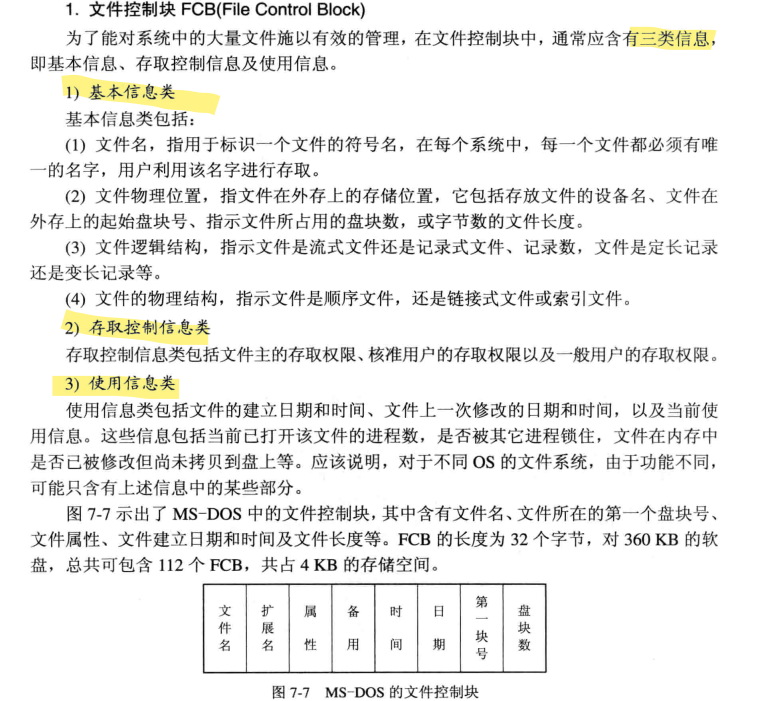 1. 文件控制块 FCB(File Control Block)
为了能对系统中的大量文件施以有效的管理，在文件控制块中，通常应含有三类信息，
即基本信息、存取控制信息及使用信息。
1) 基本信息类
基本信息类包括：
(1) 文件名，指用于标识一个文件的符号名，在每个系统中，每一个文件都必须有唯
一的名字，用户利用该名字进行存取。
(2) 文件物理位置，指文件在外存上的存储位置，它包括存放文件的设备名、文件在
外存上的起始盘块号、指示文件所占用的盘块数，或字节数的文件长度。
(3) 文件逻辑结构，指示文件是流式文件还是记录式文件、记录数，文件是定长记录
还是变长记录等。
(4) 文件的物理结构，指示文件是顺序文件，还是链接式文件或索引文件。
2) 存取控制信息类
存取控制信息类包括文件主的存取权限、核准用户的存取权限以及一般用户的存取权限。
3) 使用信息类
使用信息类包括文件的建立日期和时间、文件上一次修改的日期和时间，以及当前使
用信息。这些信息包括当前已打开该文件的进程数，是否被其它进程锁住，文件在内存中
是否已被修改但尚未拷贝到盘上等。应该说明，对于不同 OS 的文件系统，由于功能不同，
可能只含有上述信息中的某些部分。
图 7-7 示出了 MS-DOS 中的文件控制块，其中含有文件名、文件所在的第一个盘块号、
文件属性、文件建立日期和时间及文件长度等。FCB 的长度为 32 个字节，对 360 KB 的软
盘，总共可包含 112 个 FCB，共占 4 KB 的存储空间。
文件名
扩展名
属性
备用
时间
日期
第一块号
盘块数
图 7-7 MS-DOS 的文件控制块